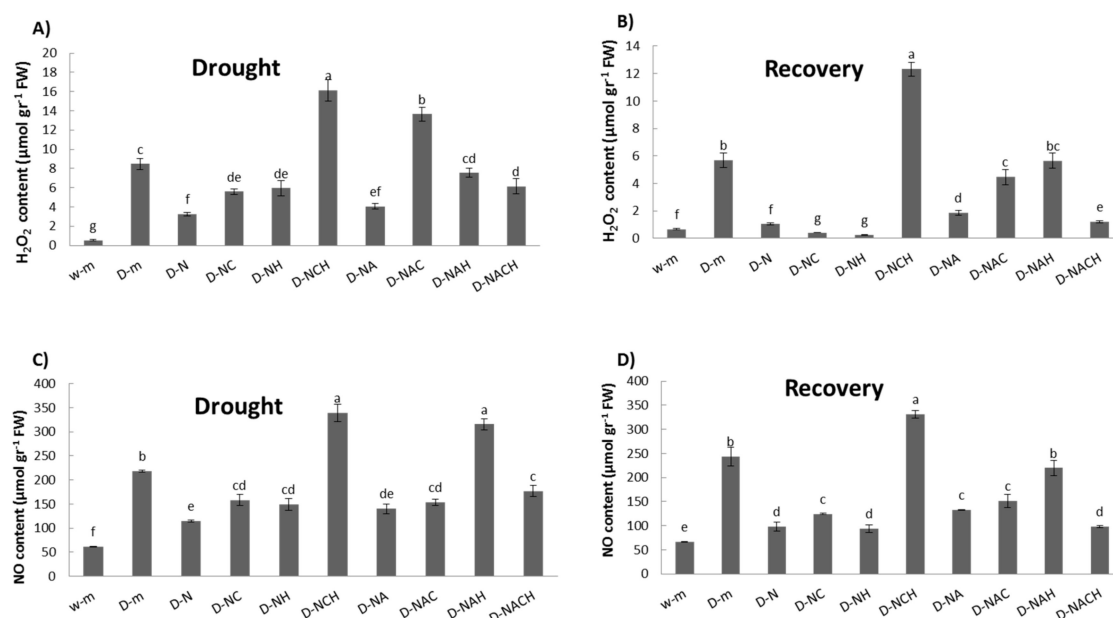 A)
Drought
H₂O₂ content (µmol gr⁻¹ FW)
20
18
16
14
12
10
8
6
4
2
0
g
c
f
de
de
a
ef
b
cd
d
w-m
D-m
D-N
D-NC
D-NH
D-NCH
D-NA
D-NAC
D-NAH
D-NACH
B)
Recovery
H₂O₂ content (µmol gr⁻¹ FW)
14
12
10
8
6
4
2
0
f
b
f
g
g
a
d
c
bc
e
w-m
D-m
D-N
D-NC
D-NH
D-NCH
D-NA
D-NAC
D-NAH
D-NACH
C)
Drought
NO content (µmol gr⁻¹ FW)
400
350
300
250
200
150
100
50
0
f
b
e
cd
cd
a
de
cd
a
c
w-m
D-m
D-N
D-NC
D-NH
D-NCH
D-NA
D-NAC
D-NAH
D-NACH
D)
Recovery
NO content (µmol gr⁻¹ FW)
400
350
300
250
200
150
100
50
0
e
b
d
c
d
a
c
c
b
d
w-m
D-m
D-N
D-NC
D-NH
D-NCH
D-NA
D-NAC
D-NAH
D-NACH